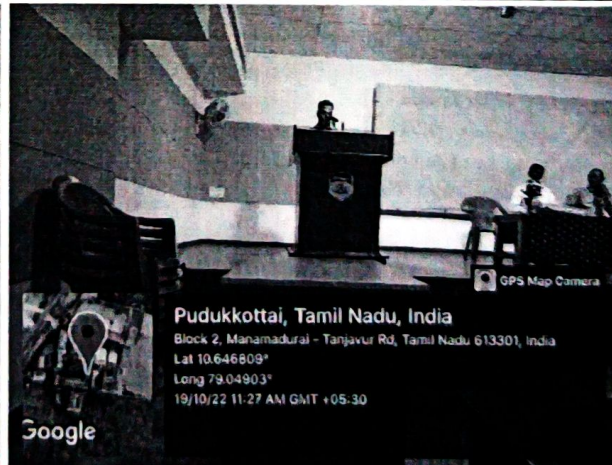 GPS Map Camera
Pudukkottai, Tamil Nadu, India
Block 2, Manamadurai - Tanjavur Rd, Tamil Nadu 613301, India
Lat 10.646809°
Long 79.04903°
19/10/22 11:27 AM GMT +05:30
Google